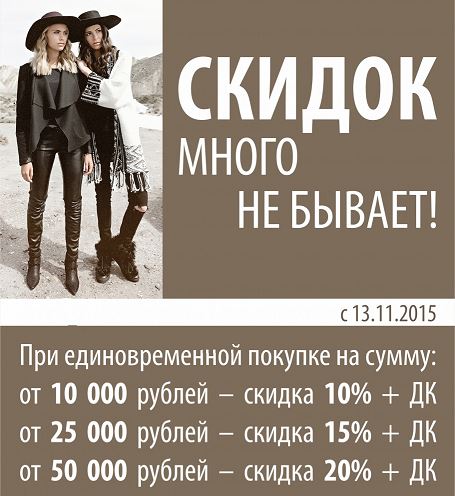 СКИДОК
МНОГО
НЕ БЫВАЕТ!
с 13.11.2015
При единовременной покупке на сумму:
от 10 000 рублей – скидка 10% + ДК
от 25 000 рублей – скидка 15% + ДК
от 50 000 рублей – скидка 20% + ДК